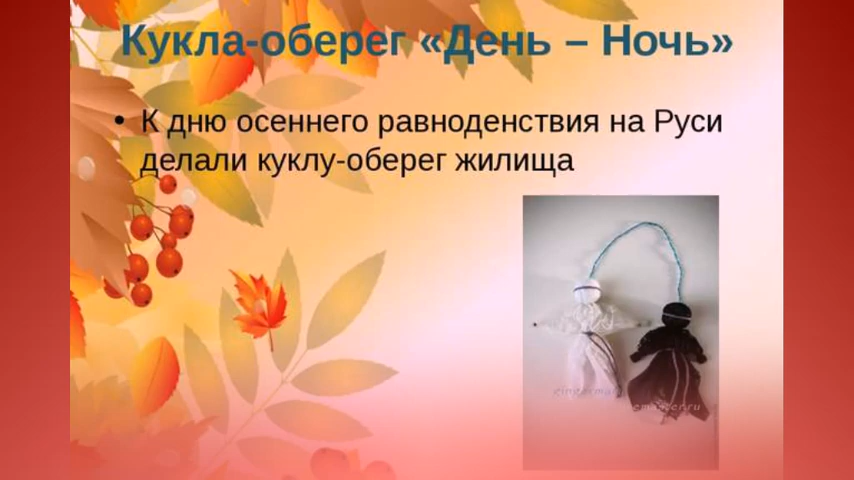 Кукла-оберег «День – Ночь»
• К дню осеннего равноденствия на Руси
делали куклу-оберег жилища